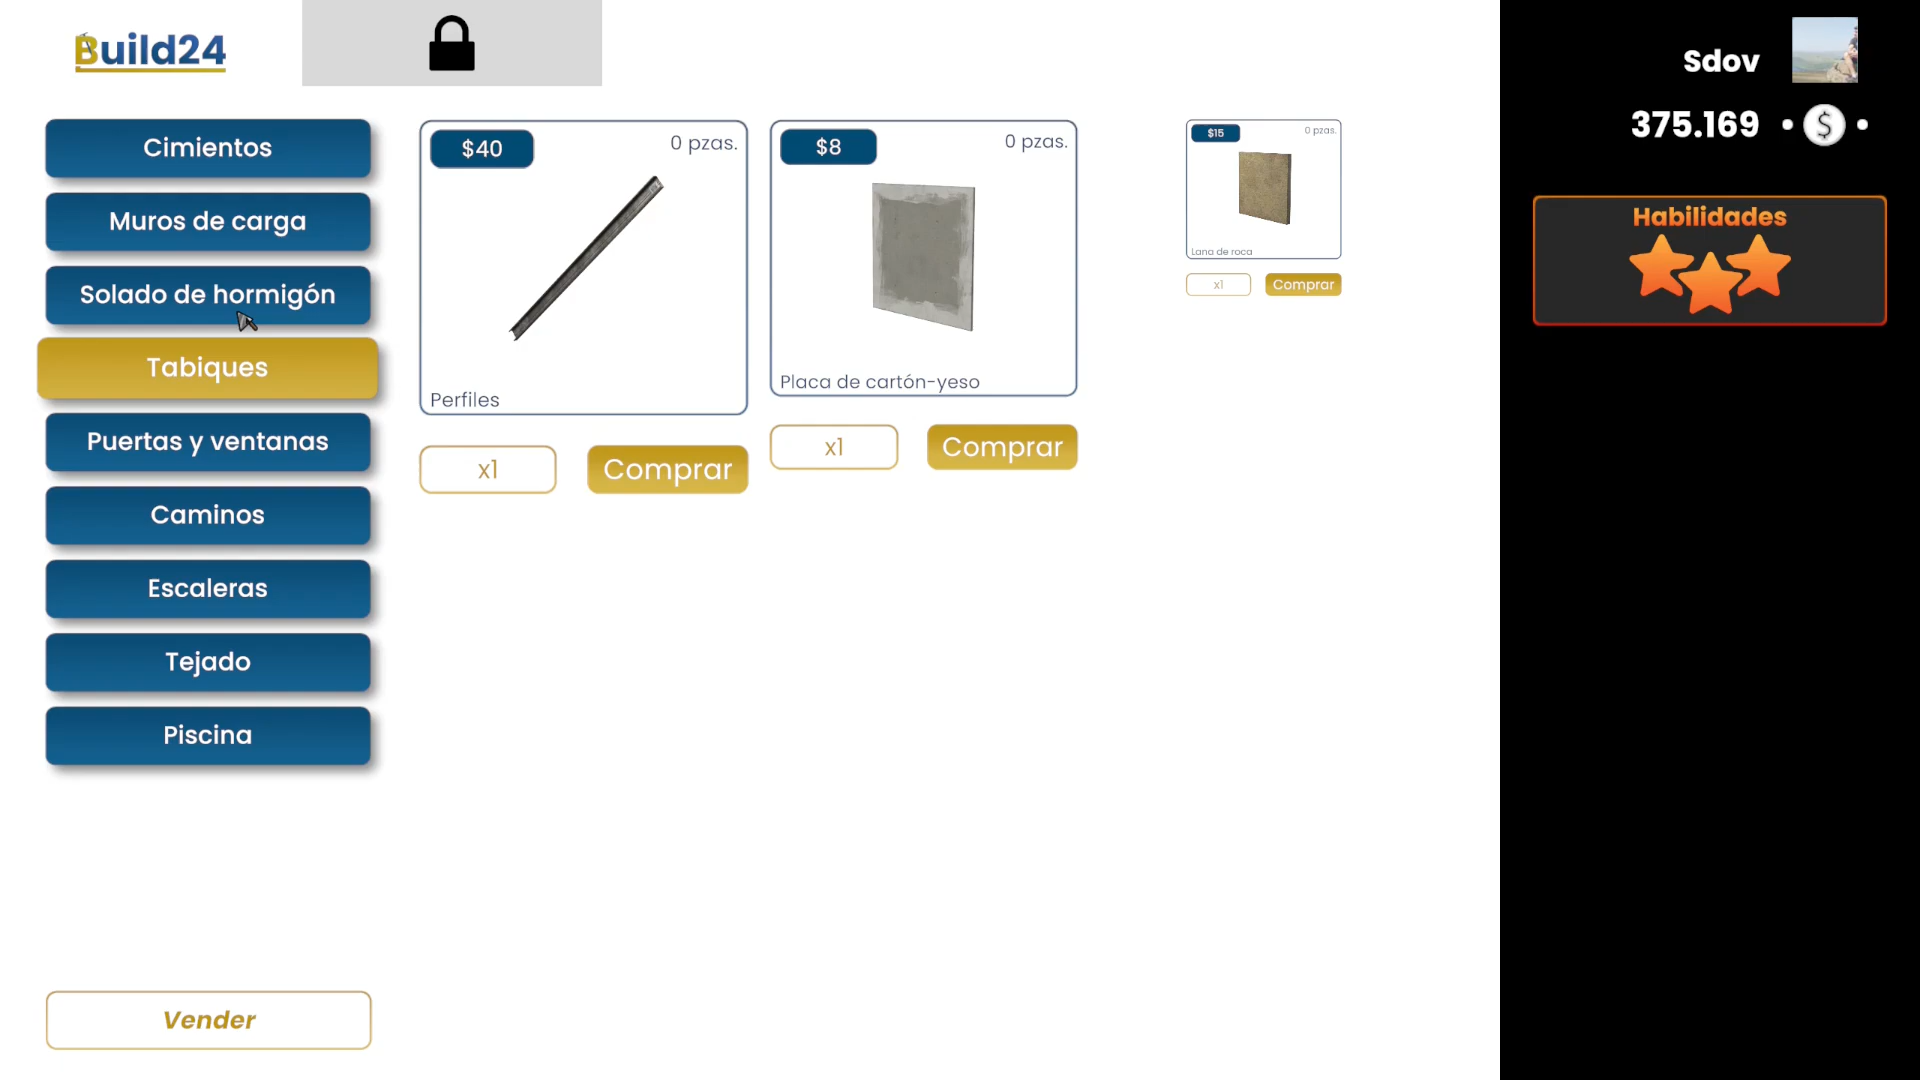 Build24
Cimientos
Muros de carga
Solado de hormigón
Tabiques
Puertas y ventanas
Caminos
Escaleras
Tejado
Piscina
Vender
$40
0 pzas.
Perfiles
x1
Comprar
$8
0 pzas.
Placa de cartón-yeso
x1
Comprar
$15
0 pzas.
Lana de roca
x1
Comprar
Sdov
375.169
$
Habilidades